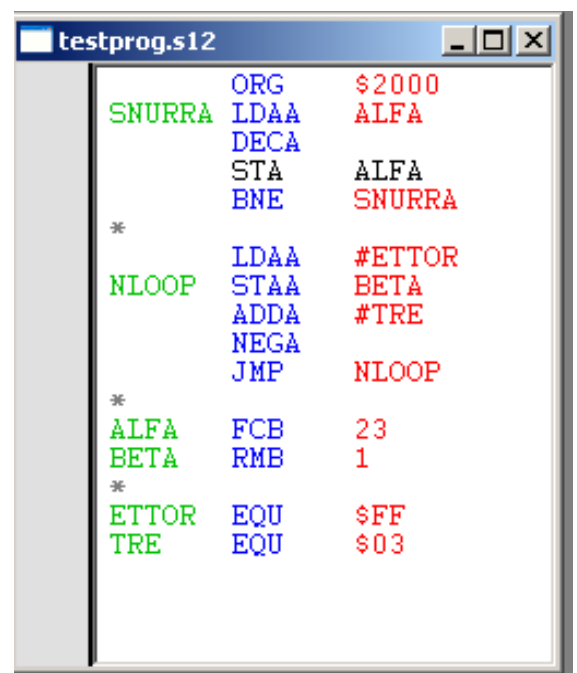 testprog.s12
ORG $2000
SNURRA LDAA ALFA
DECA
STA ALFA
BNE SNURRA
*
LDAA #ETTOR
NLOOP STAA BETA
ADDA #TRE
NEGA
JMP NLOOP
*
ALFA FCB 23
BETA RMB 1
*
ETTOR EQU $FF
TRE EQU $03